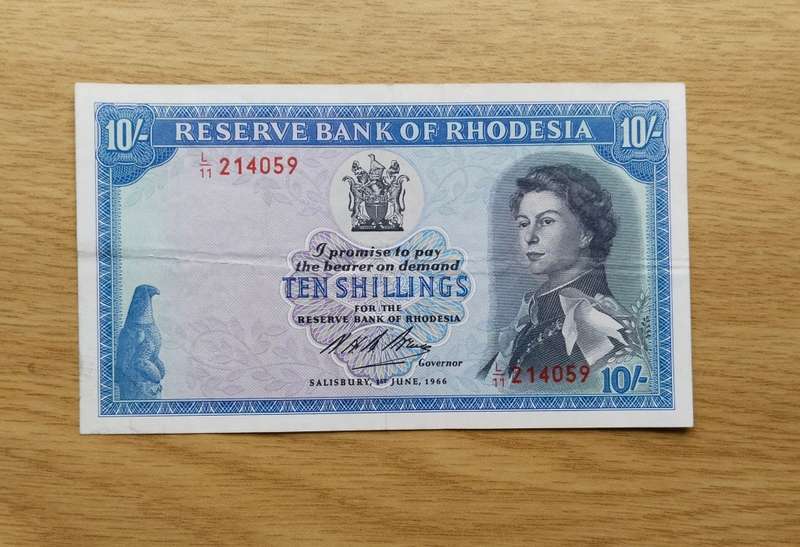 10/- RESERVE BANK OF RHODESIA 10/-
L/11 214059
I promise to pay
the bearer on demand
TEN SHILLINGS
FOR THE
RESERVE BANK OF RHODESIA
Governor
SALISBURY, 1ST JUNE, 1966
L/11 214059
10/-